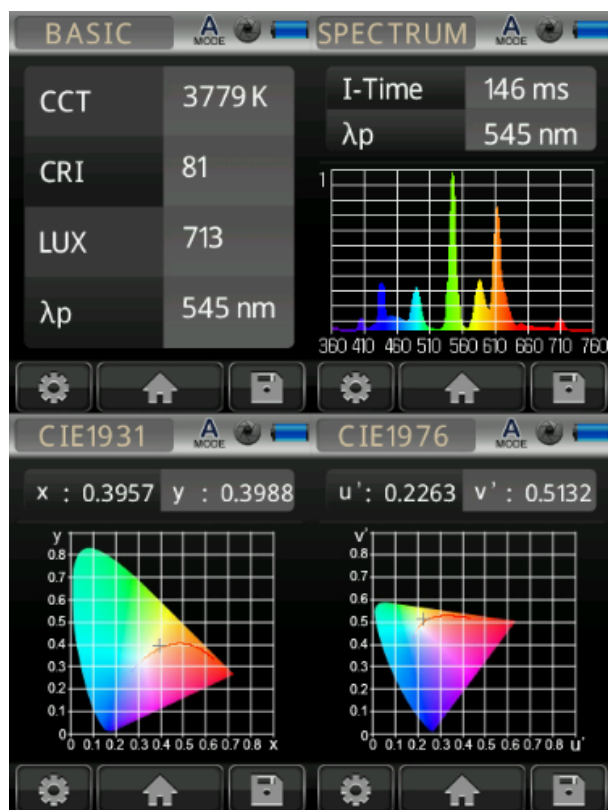 BASIC A MODE
CCT 3779 K
CRI 81
LUX 713
λp 545 nm
SPECTRUM A MODE
I-Time 146 ms
λp 545 nm
1
360 410 460 510 560 610 660 710 760
CIE1931 A MODE
x : 0.3957 y : 0.3988
y
0.8
0.7
0.6
0.5
0.4
0.3
0.2
0.1
0 0.1 0.2 0.3 0.4 0.5 0.6 0.7 0.8 x
CIE1976 A MODE
u' : 0.2263 v' : 0.5132
v'
0.8
0.7
0.6
0.5
0.4
0.3
0.2
0.1
0 0.1 0.2 0.3 0.4 0.5 0.6 0.7 0.8 u'